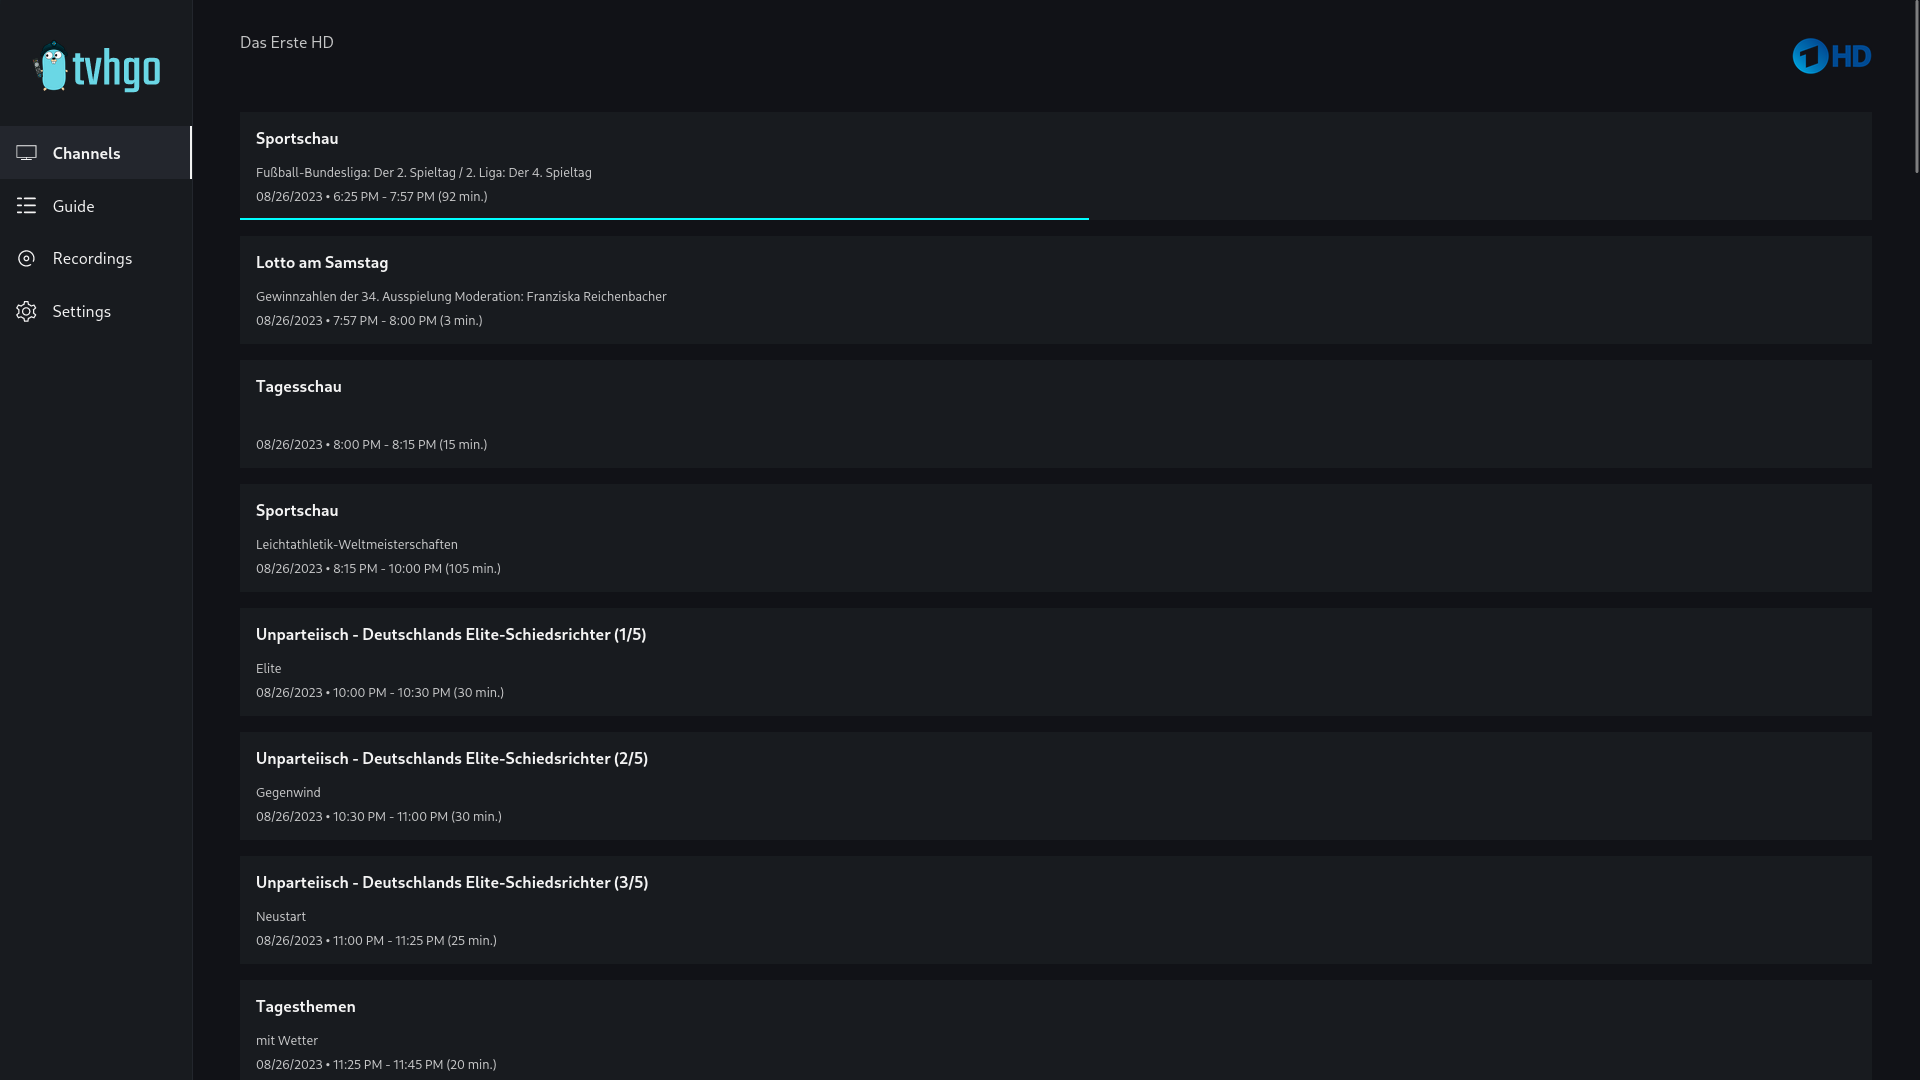 tvhgo
Channels
Guide
Recordings
Settings
Das Erste HD
1 HD
Sportschau
Fußball-Bundesliga: Der 2. Spieltag / 2. Liga: Der 4. Spieltag
08/26/2023 • 6:25 PM - 7:57 PM (92 min.)
Lotto am Samstag
Gewinnzahlen der 34. Ausspielung Moderation: Franziska Reichenbacher
08/26/2023 • 7:57 PM - 8:00 PM (3 min.)
Tagesschau
08/26/2023 • 8:00 PM - 8:15 PM (15 min.)
Sportschau
Leichtathletik-Weltmeisterschaften
08/26/2023 • 8:15 PM - 10:00 PM (105 min.)
Unparteiisch - Deutschlands Elite-Schiedsrichter (1/5)
Elite
08/26/2023 • 10:00 PM - 10:30 PM (30 min.)
Unparteiisch - Deutschlands Elite-Schiedsrichter (2/5)
Gegenwind
08/26/2023 • 10:30 PM - 11:00 PM (30 min.)
Unparteiisch - Deutschlands Elite-Schiedsrichter (3/5)
Neustart
08/26/2023 • 11:00 PM - 11:25 PM (25 min.)
Tagesthemen
mit Wetter
08/26/2023 • 11:25 PM - 11:45 PM (20 min.)